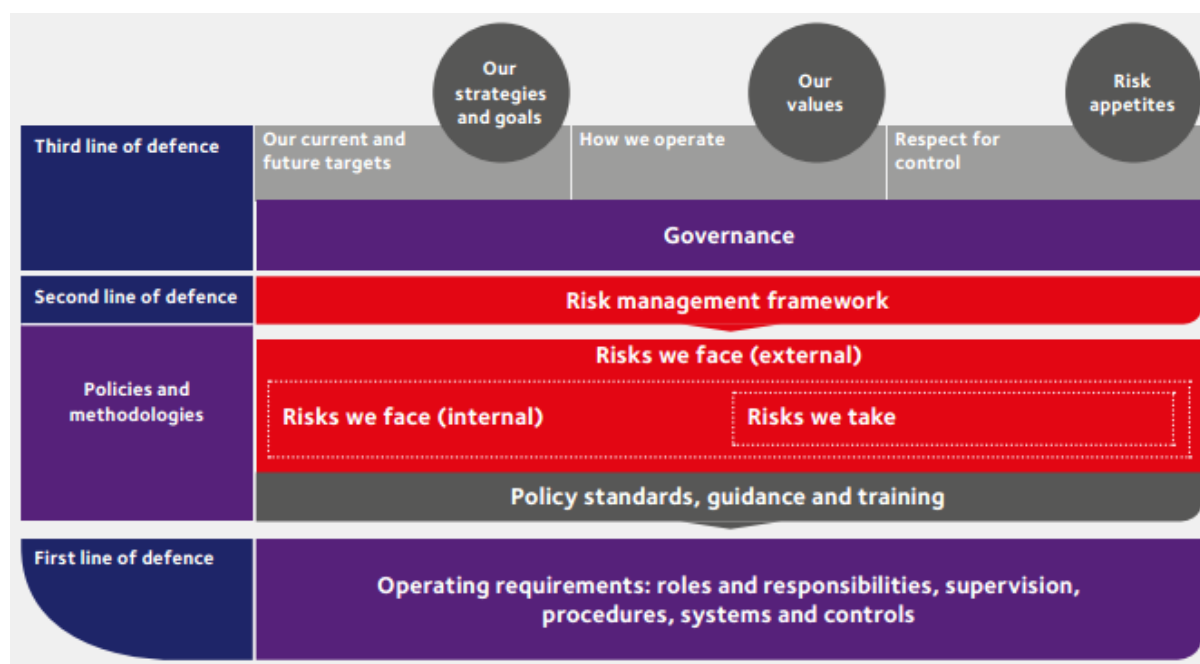 Our
strategies
and goals
Our
values
Risk
appetites
Third line of defence
Our current and
future targets
How we operate
Respect for
control
Governance
Second line of defence
Risk management framework
Policies and
methodologies
Risks we face (external)
Risks we face (internal)
Risks we take
Policy standards, guidance and training
First line of defence
Operating requirements: roles and responsibilities, supervision,
procedures, systems and controls